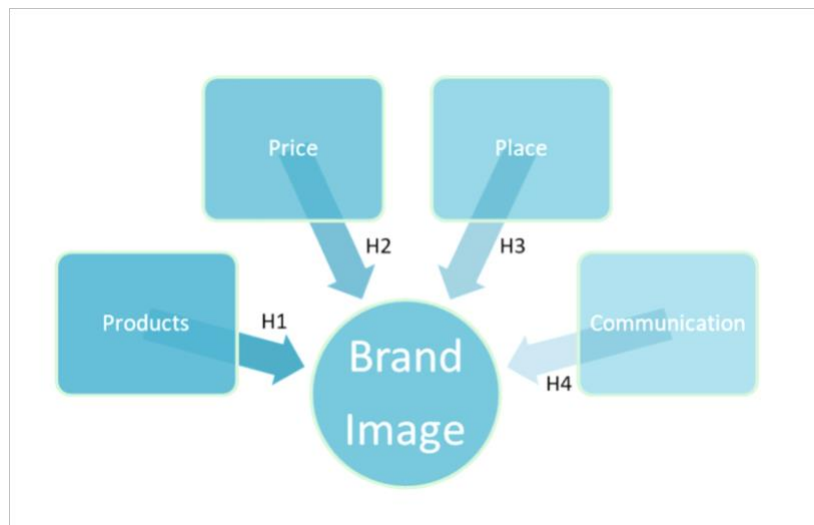 Price
Place
H2
H3
Products
H1
Communication
H4
Brand
Image